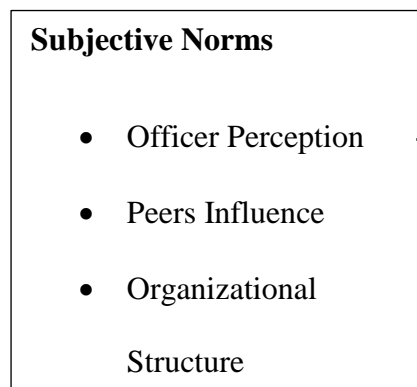 Subjective Norms
• Officer Perception
• Peers Influence
• Organizational
Structure